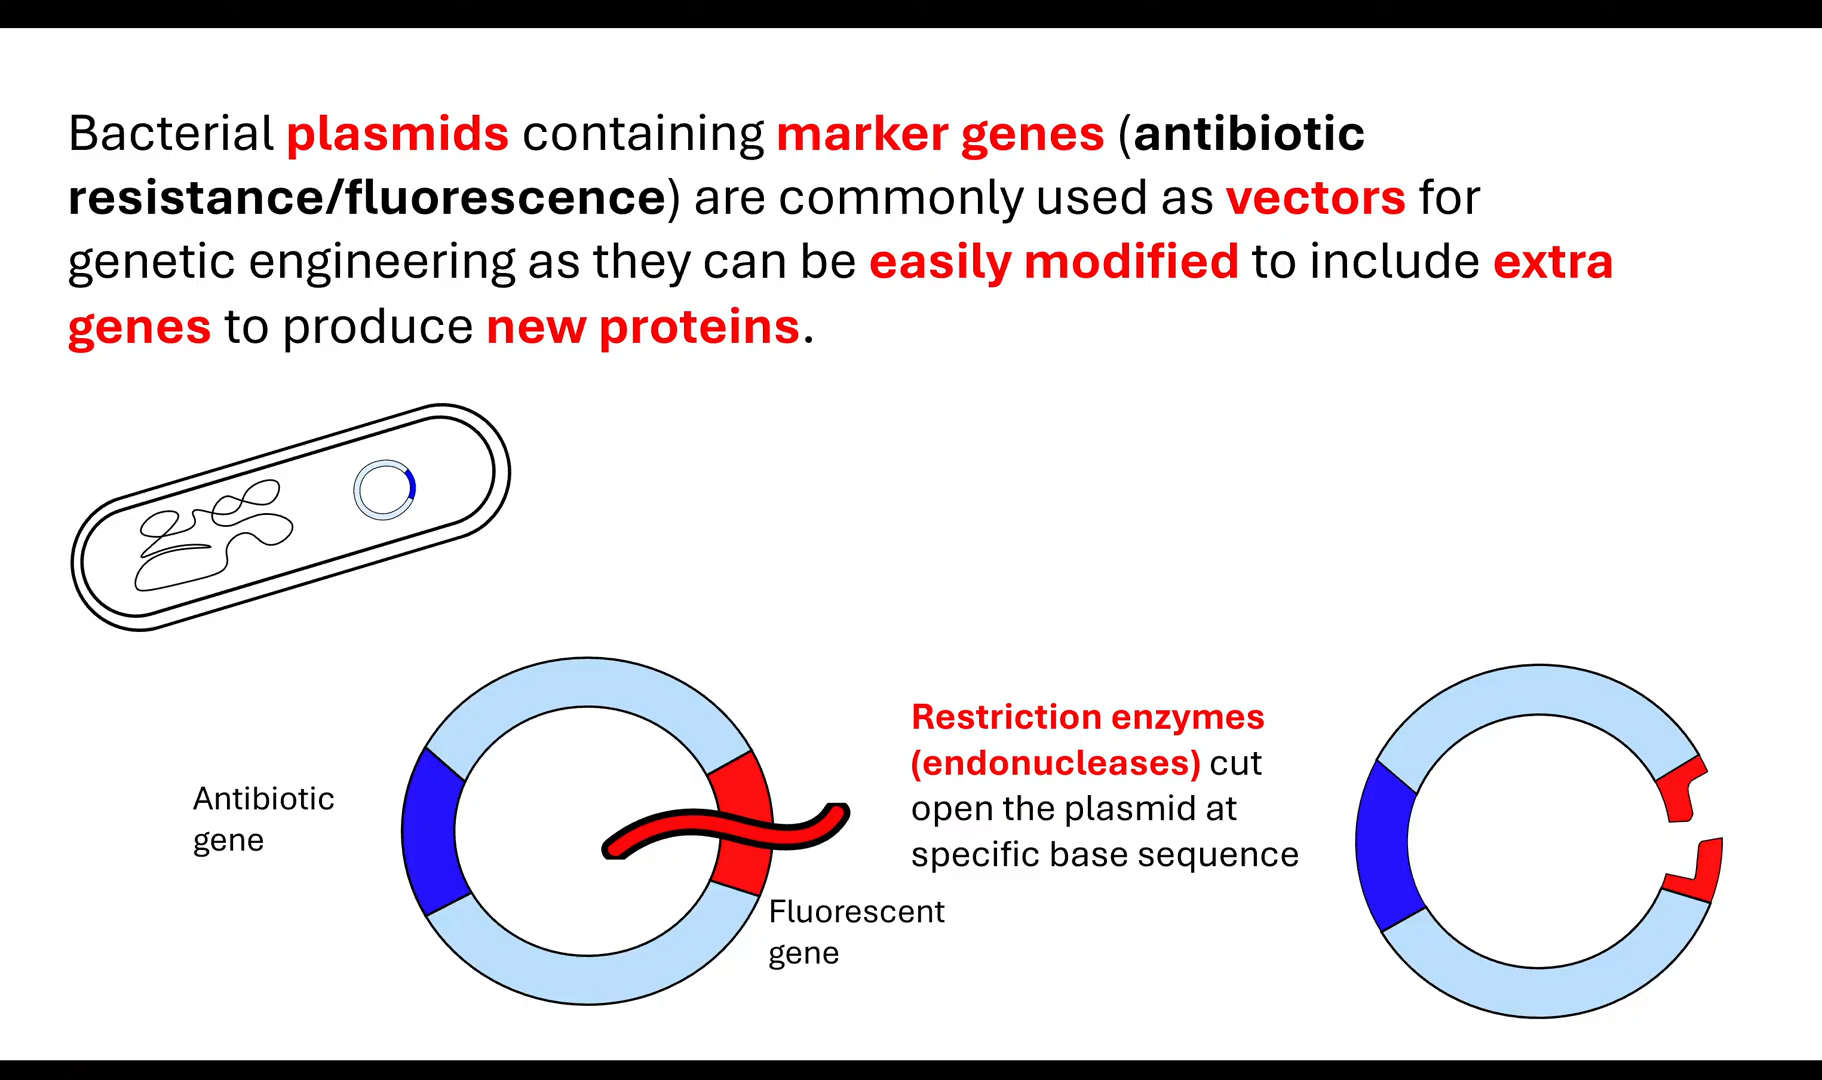 Bacterial plasmids containing marker genes (antibiotic
resistance/fluorescence) are commonly used as vectors for
genetic engineering as they can be easily modified to include extra
genes to produce new proteins.
Antibiotic
gene
Fluorescent
gene
Restriction enzymes
(endonucleases) cut
open the plasmid at
specific base sequence